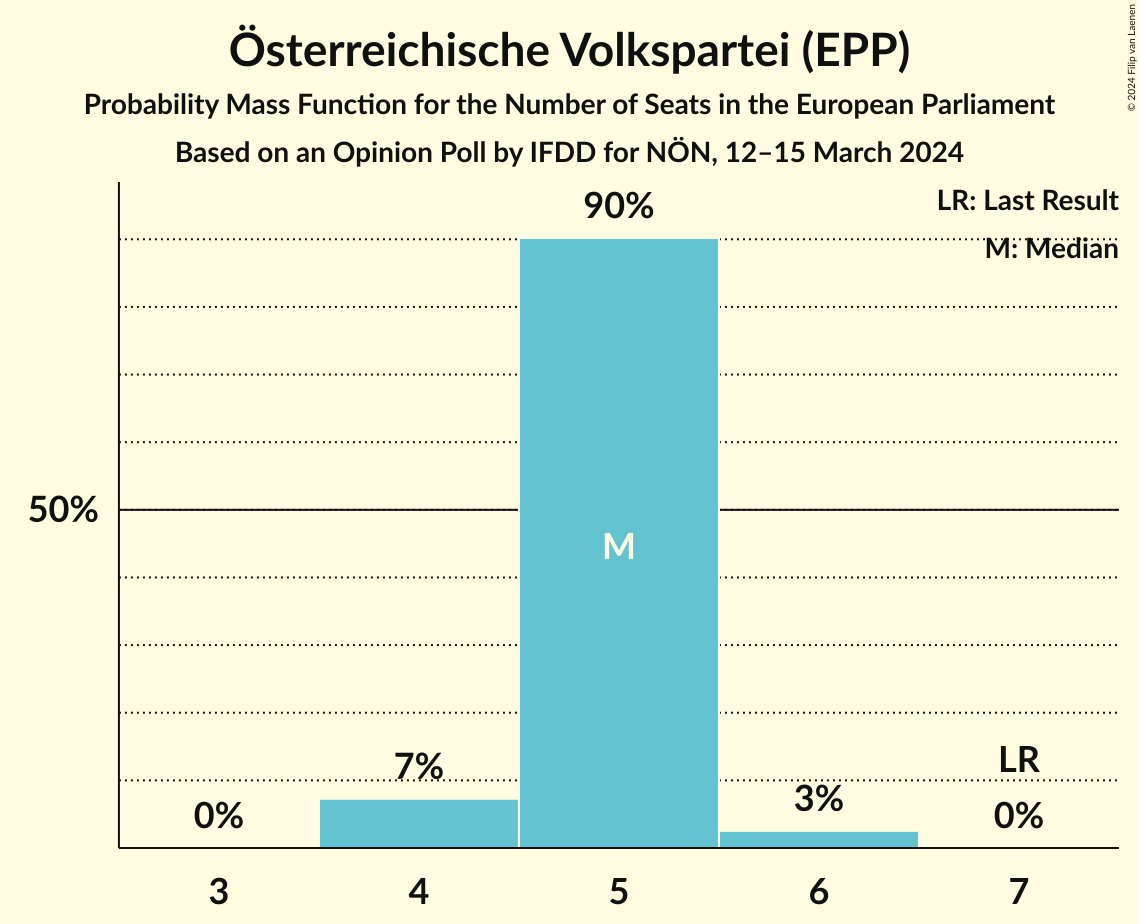 Österreichische Volkspartei (EPP)
Probability Mass Function for the Number of Seats in the European Parliament
Based on an Opinion Poll by IFDD for NÖN, 12–15 March 2024
© 2024 Filip van Laenen
LR: Last Result
M: Median
90%
50%
M
7%
LR
3%
0%
0%
3 4 5 6 7